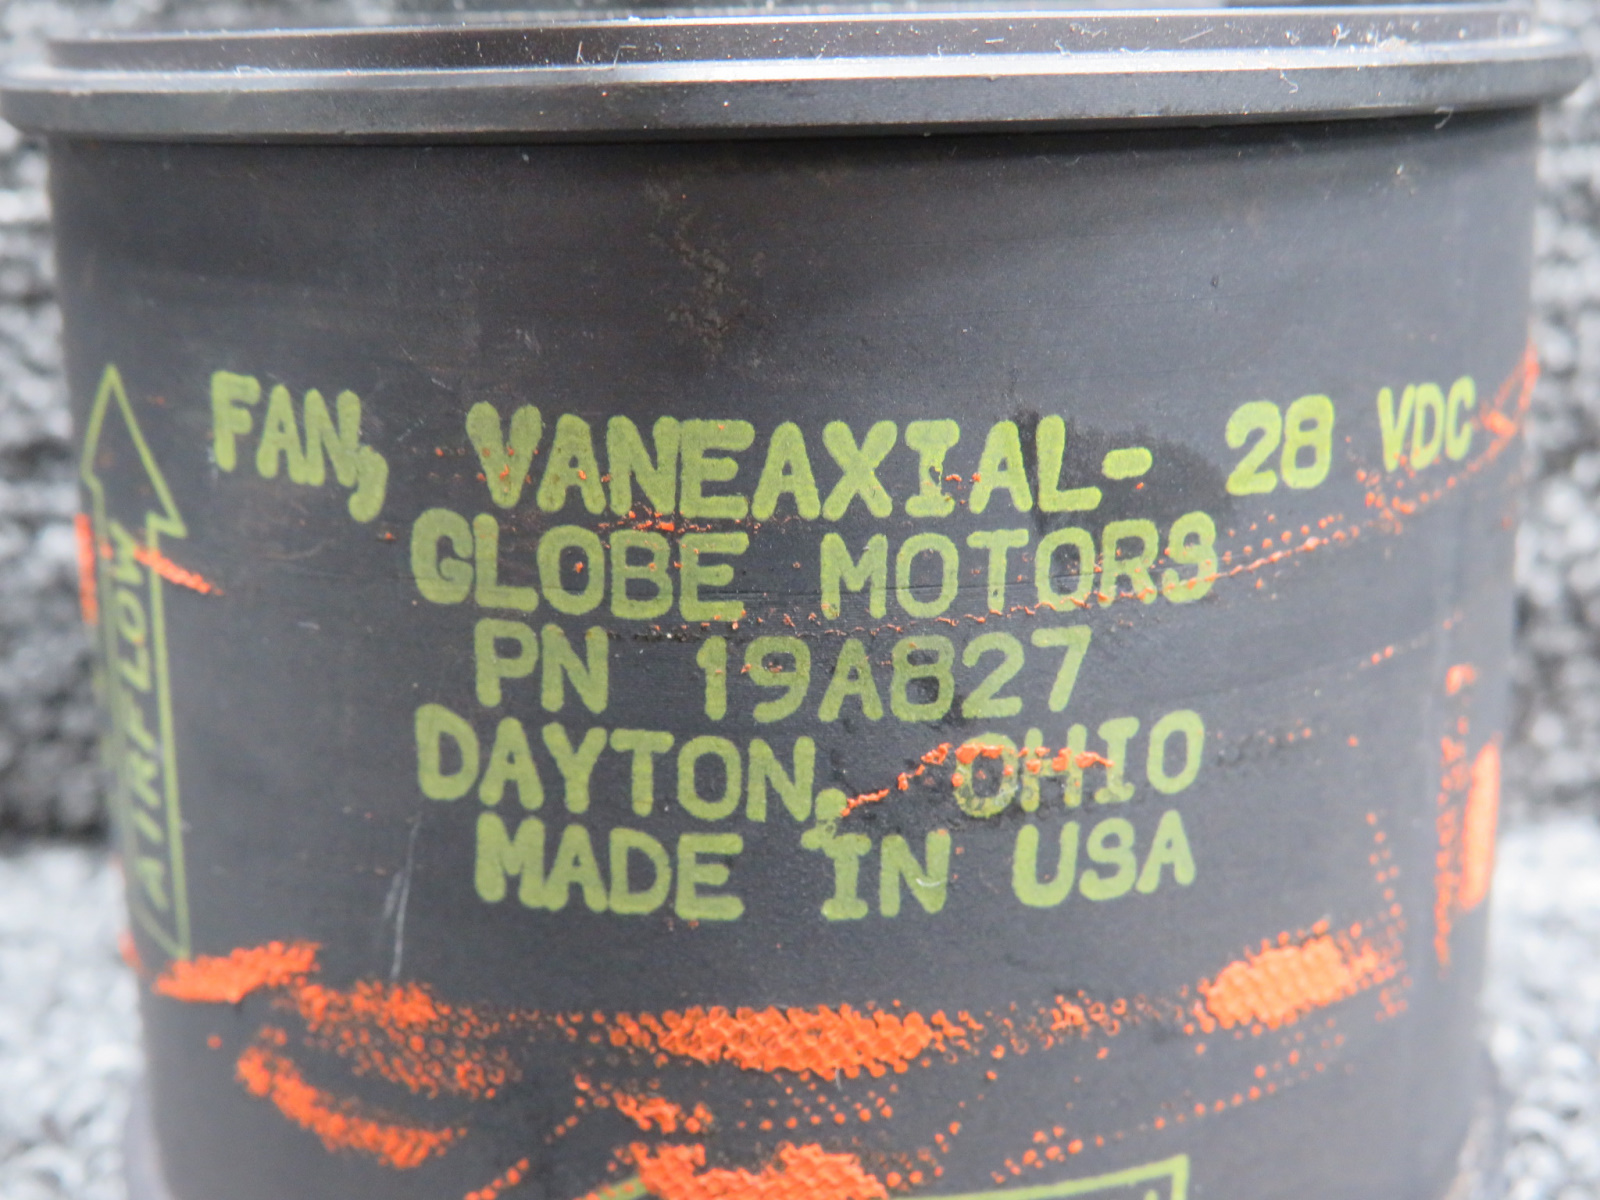 FAN, VANEAXIAL- 28 VDC
GLOBE MOTORS
PN 19A827
DAYTON, OHIO
MADE IN USA
AIRFLOW